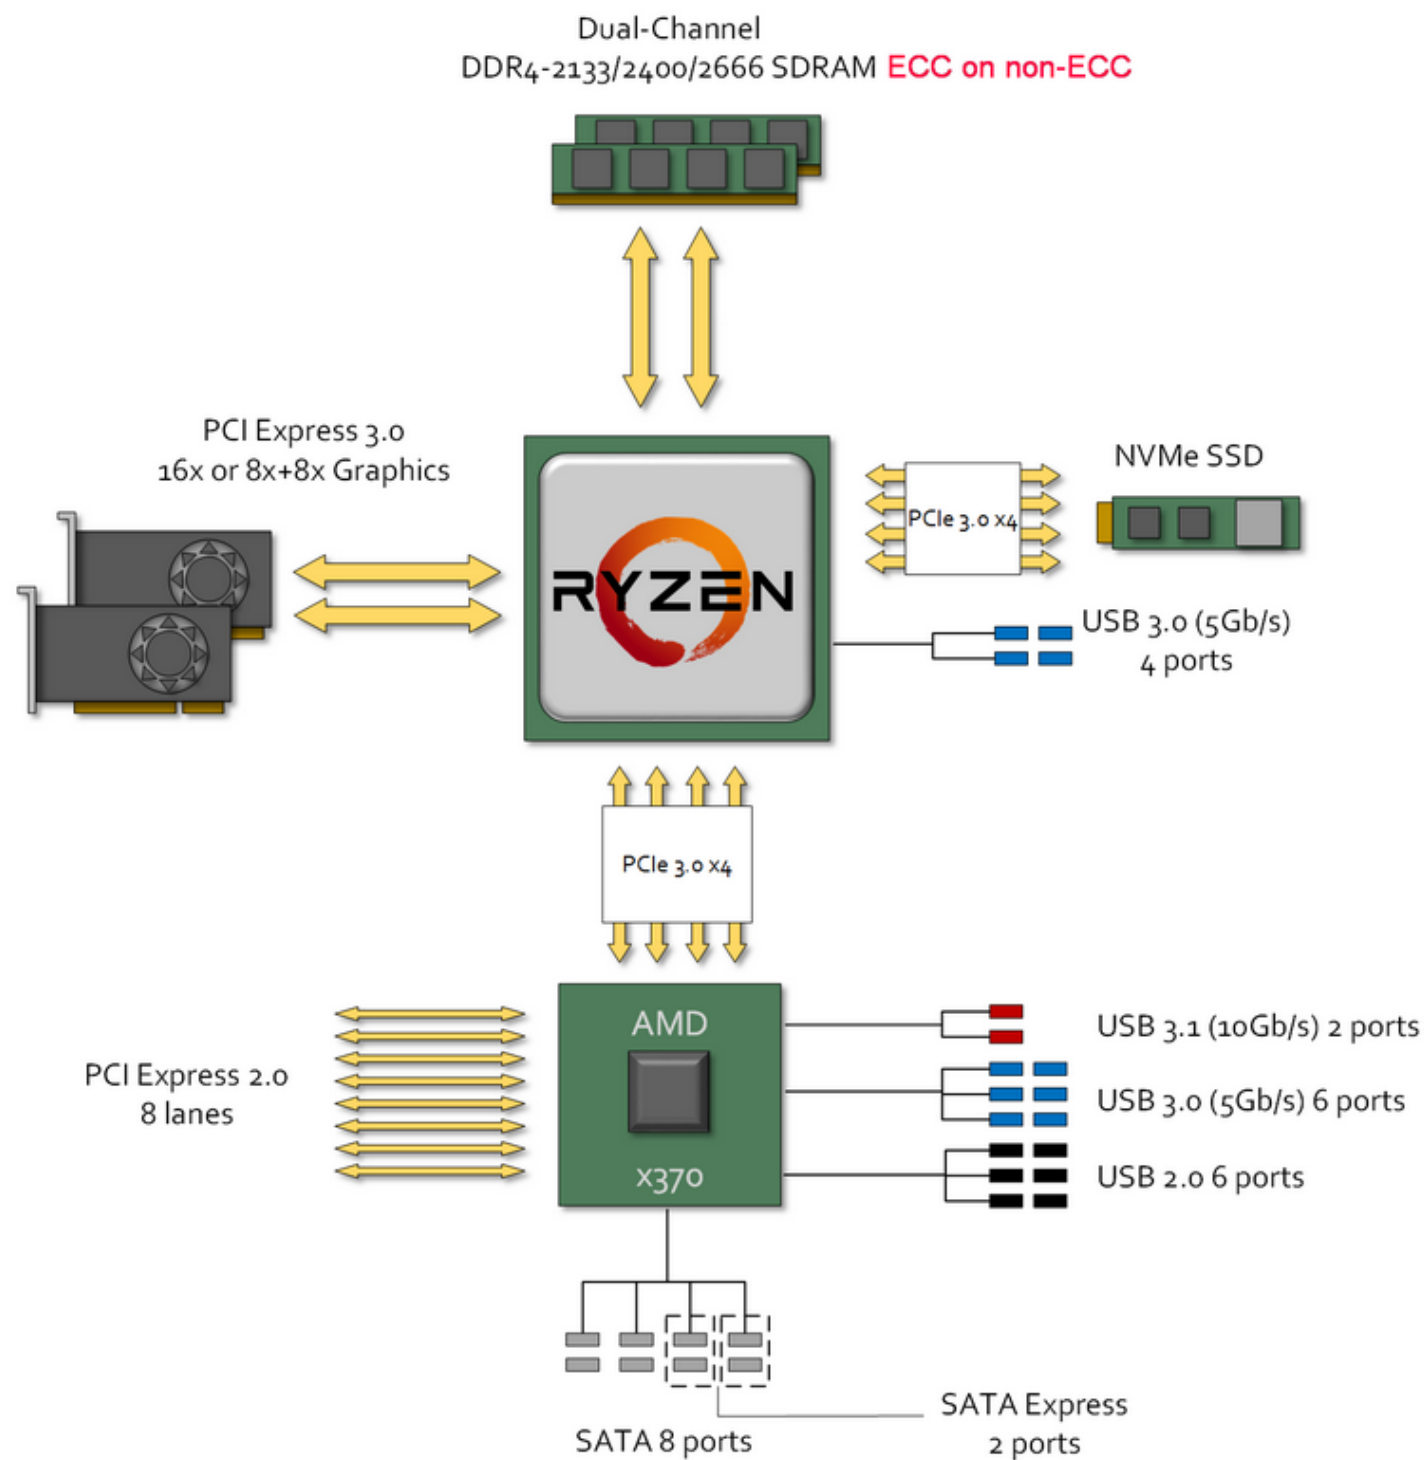 Dual-Channel
DDR4-2133/2400/2666 SDRAM ECC on non-ECC
PCI Express 3.0
16x or 8x+8x Graphics
RYZEN
PCIe 3.0 x4
NVMe SSD
USB 3.0 (5Gb/s)
4 ports
PCIe 3.0 x4
AMD
x370
PCI Express 2.0
8 lanes
USB 3.1 (10Gb/s) 2 ports
USB 3.0 (5Gb/s) 6 ports
USB 2.0 6 ports
SATA 8 ports
SATA Express
2 ports